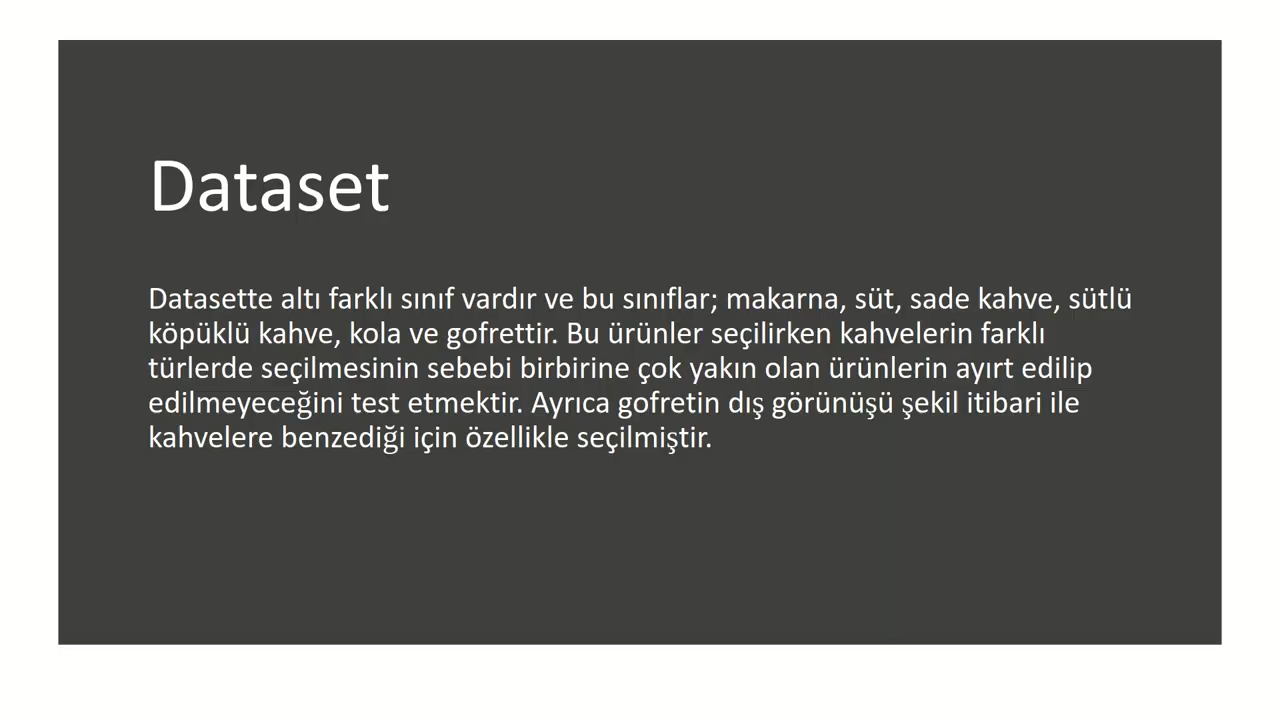 Dataset
Datasette altı farklı sınıf vardır ve bu sınıflar; makarna, süt, sade kahve, sütlü
köpüklü kahve, kola ve gofrettir. Bu ürünler seçilirken kahvelerin farklı
türlerde seçilmesinin sebebi birbirine çok yakın olan ürünlerin ayırt edilip
edilmeyeceğini test etmektir. Ayrıca gofretin dış görünüşü şekil itibari ile
kahvelere benzediği için özellikle seçilmiştir.